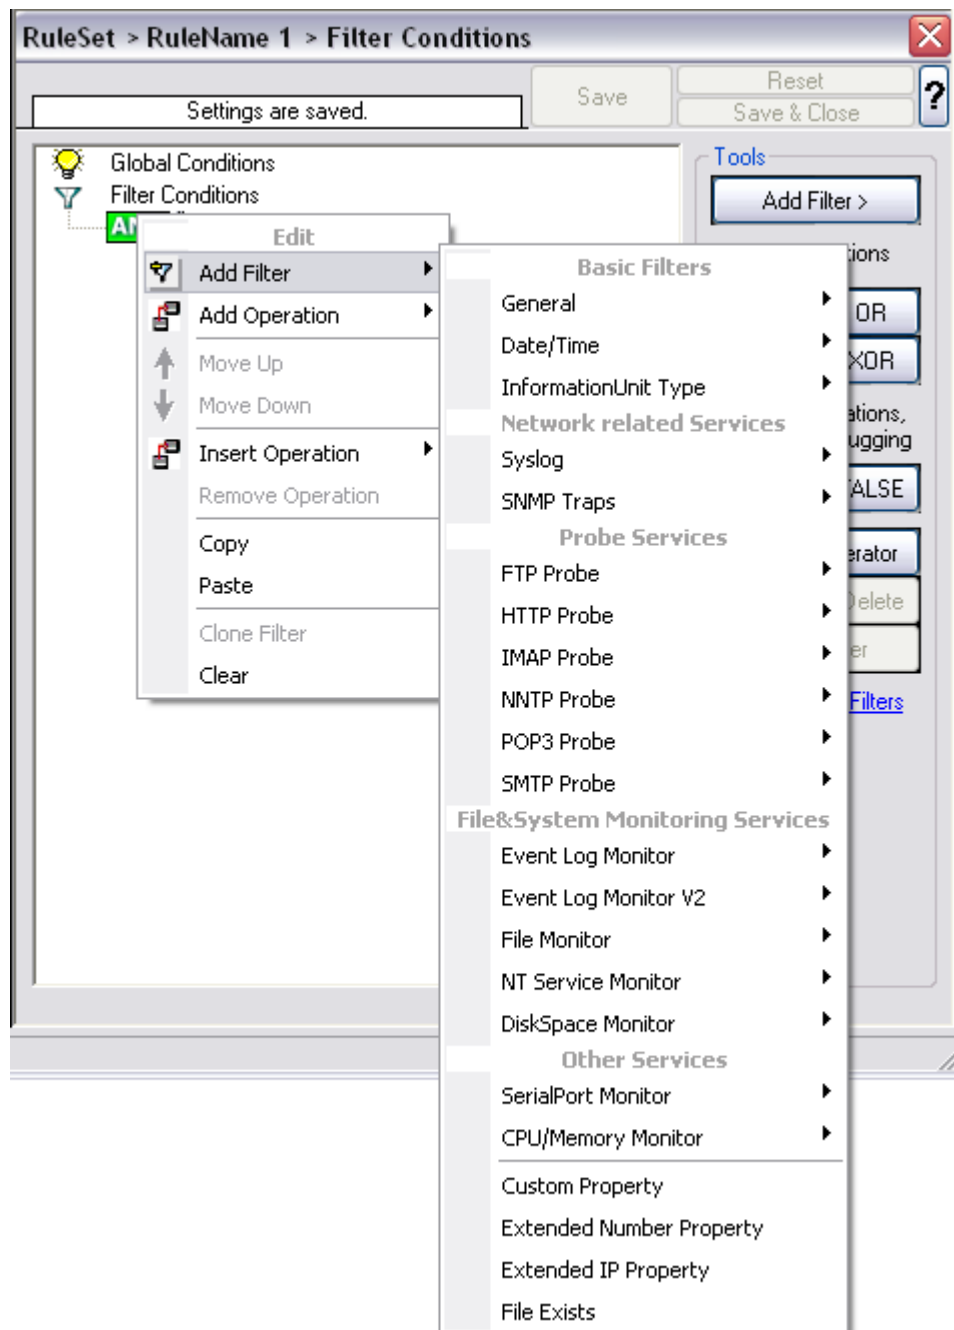 RuleSet > RuleName 1 > Filter Conditions
Settings are saved.
Save
Reset
Save & Close
?
Global Conditions
Filter Conditions
Tools
Add Filter >
OR
XOR
Edit
Add Filter
Add Operation
Move Up
Move Down
Insert Operation
Remove Operation
Copy
Paste
Clone Filter
Clear
Basic Filters
General
Date/Time
InformationUnit Type
Network related Services
Syslog
SNMP Traps
Probe Services
FTP Probe
HTTP Probe
IMAP Probe
NNTP Probe
POP3 Probe
SMTP Probe
File&System Monitoring Services
Event Log Monitor
Event Log Monitor V2
File Monitor
NT Service Monitor
DiskSpace Monitor
Other Services
SerialPort Monitor
CPU/Memory Monitor
Custom Property
Extended Number Property
Extended IP Property
File Exists
Filters